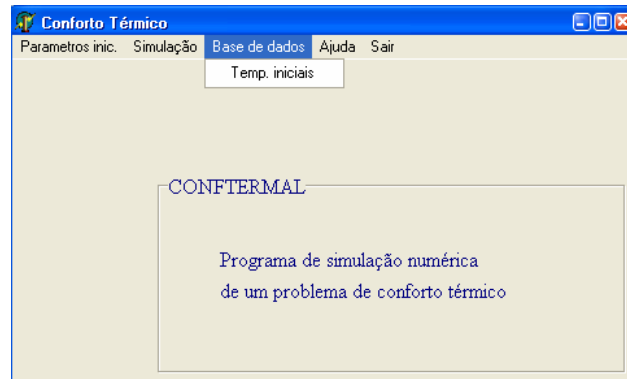 Conforto Térmico
Parametros inic. Simulação Base de dados Ajuda Sair
Temp. iniciais
CONFTERMAL
Programa de simulação numérica
de um problema de conforto térmico